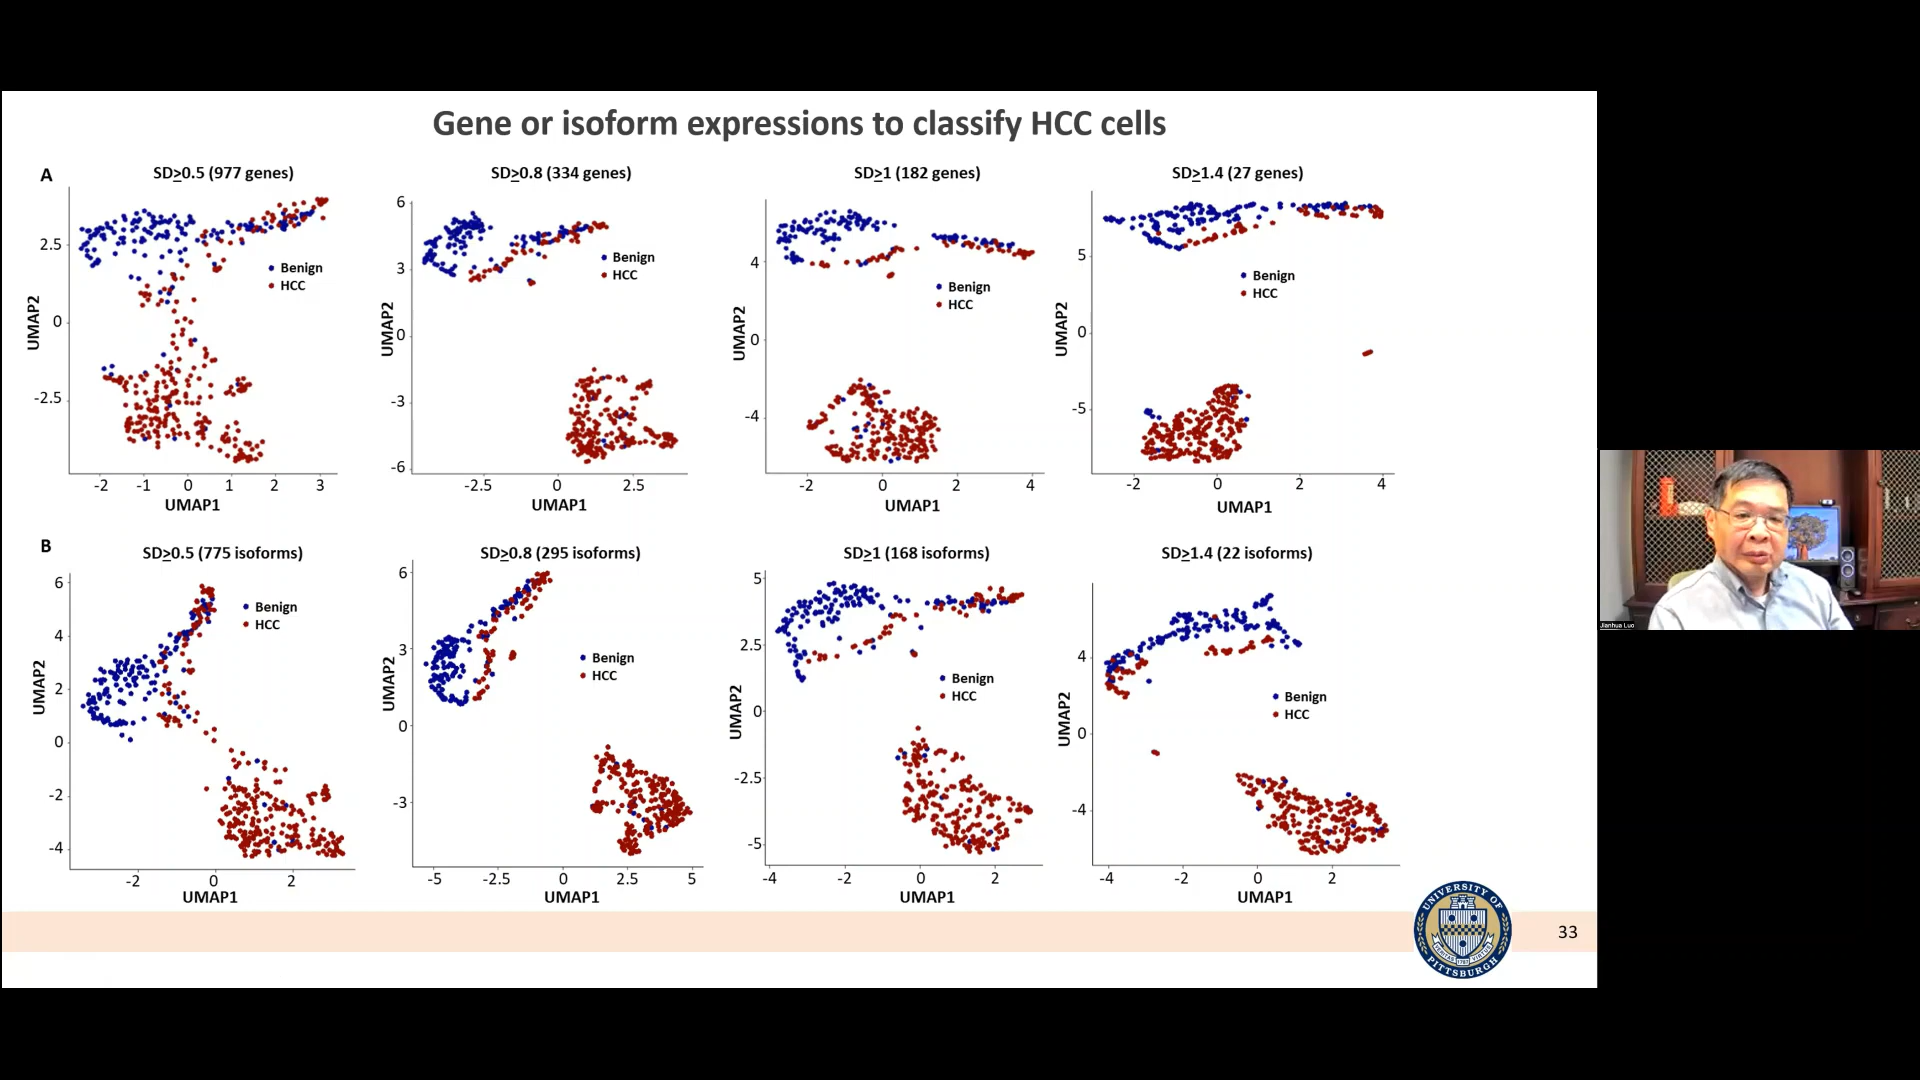 Gene or isoform expressions to classify HCC cells
A
SD≥0.5 (977 genes)
SD≥0.8 (334 genes)
SD≥1 (182 genes)
SD≥1.4 (27 genes)
2.5
0
-2.5
UMAP2
Benign
HCC
-2 -1 0 1 2 3
UMAP1
6
3
0
-3
-6
UMAP2
Benign
HCC
-2.5 0 2.5
UMAP1
4
0
-4
UMAP2
Benign
HCC
-2 0 2 4
UMAP1
5
0
-5
UMAP2
Benign
HCC
-2 0 2 4
UMAP1
B
SD≥0.5 (775 isoforms)
SD≥0.8 (295 isoforms)
SD≥1 (168 isoforms)
SD≥1.4 (22 isoforms)
6
4
2
0
-2
-4
UMAP2
Benign
HCC
-2 0 2
UMAP1
6
3
0
-3
UMAP2
Benign
HCC
-5 -2.5 0 2.5 5
UMAP1
5
2.5
0
-2.5
-5
UMAP2
Benign
HCC
-4 -2 0 2
UMAP1
4
0
-4
UMAP2
Benign
HCC
-4 -2 0 2
UMAP1
UNIVERSITY OF
PITTSBURGH
33
Jianhua Luo